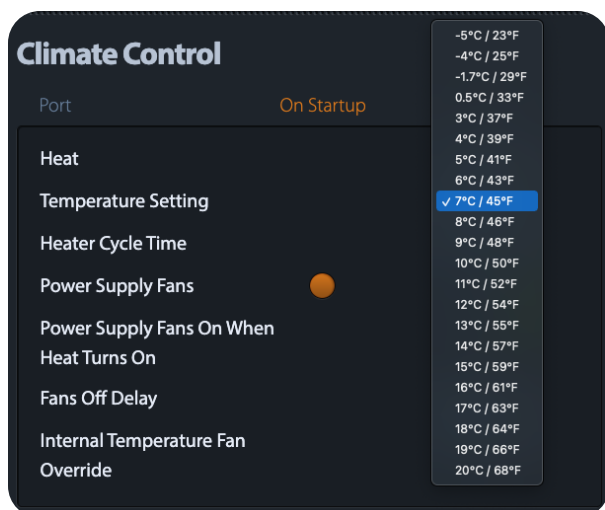 Climate Control
Port
On Startup
Heat
Temperature Setting
Heater Cycle Time
Power Supply Fans
Power Supply Fans On When
Heat Turns On
Fans Off Delay
Internal Temperature Fan
Override
-5°C / 23°F
-4°C / 25°F
-1.7°C / 29°F
0.5°C / 33°F
3°C / 37°F
4°C / 39°F
5°C / 41°F
6°C / 43°F
✓ 7°C / 45°F
8°C / 46°F
9°C / 48°F
10°C / 50°F
11°C / 52°F
12°C / 54°F
13°C / 55°F
14°C / 57°F
15°C / 59°F
16°C / 61°F
17°C / 63°F
18°C / 64°F
19°C / 66°F
20°C / 68°F